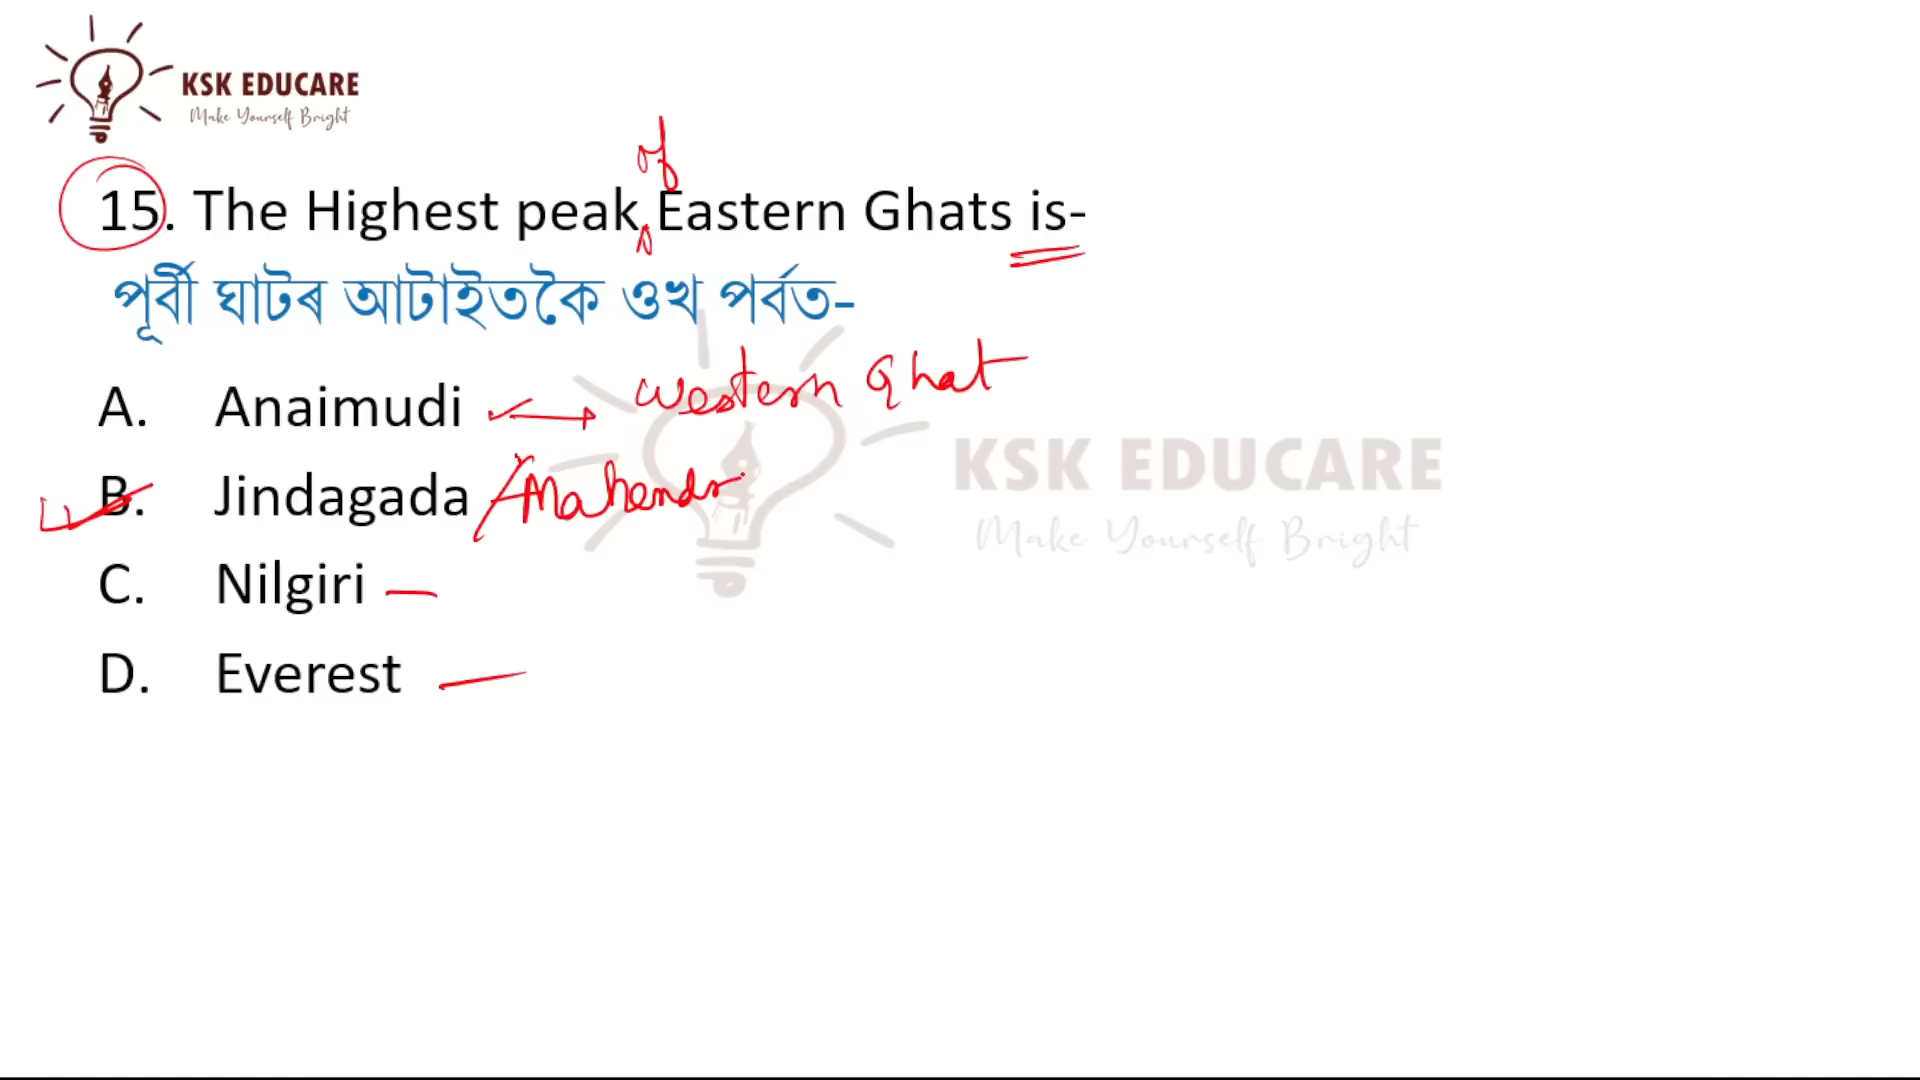 KSK EDUCARE
Make Yourself Bright
of
15. The Highest peak Eastern Ghats is-
পূৰ্বী ঘাটৰ আটাইতকৈ ওখ পৰ্বত-
A. Anaimudi → Western Ghat
B. Jindagada / Mahendr
C. Nilgiri —
D. Everest —
KSK EDUCARE
Make Yourself Bright